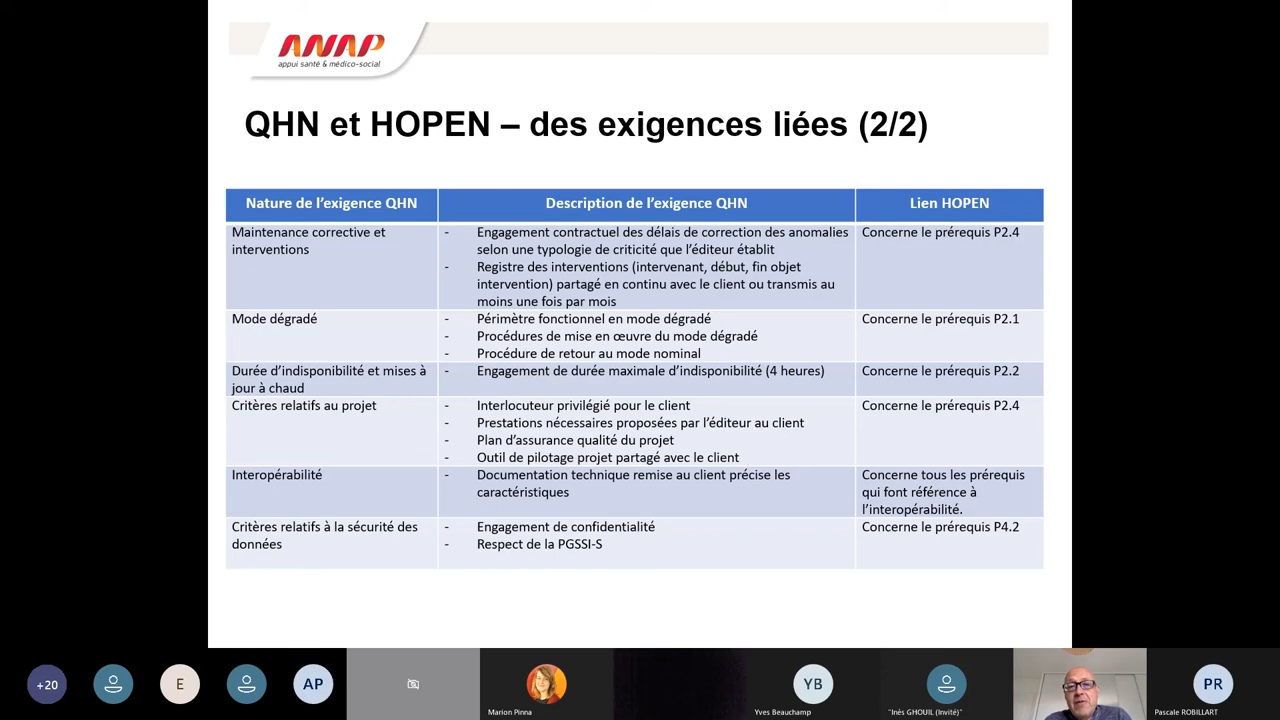 ANAP
appui santé & médico-social
QHN et HOPEN – des exigences liées (2/2)
Nature de l'exigence QHN
Description de l'exigence QHN
Lien HOPEN
Maintenance corrective et
interventions
- Engagement contractuel des délais de correction des anomalies
selon une typologie de criticité que l'éditeur établit
- Registre des interventions (intervenant, début, fin objet
intervention) partagé en continu avec le client ou transmis au
moins une fois par mois
Concerne le prérequis P2.4
Mode dégradé
- Périmètre fonctionnel en mode dégradé
- Procédures de mise en œuvre du mode dégradé
- Procédure de retour au mode nominal
Concerne le prérequis P2.1
Durée d'indisponibilité et mises à
jour à chaud
- Engagement de durée maximale d'indisponibilité (4 heures)
Concerne le prérequis P2.2
Critères relatifs au projet
- Interlocuteur privilégié pour le client
- Prestations nécessaires proposées par l'éditeur au client
- Plan d'assurance qualité du projet
- Outil de pilotage projet partagé avec le client
Concerne le prérequis P2.4
Interopérabilité
- Documentation technique remise au client précise les
caractéristiques
Concerne tous les prérequis
qui font référence à
l'interopérabilité.
Critères relatifs à la sécurité des
données
- Engagement de confidentialité
- Respect de la PGSSI-S
Concerne le prérequis P4.2
+20
E
AP
Marion Pinna
YB
Yves Beauchamp
"Inès GHOUIL (Invité)"
PR
Pascale ROBILLART